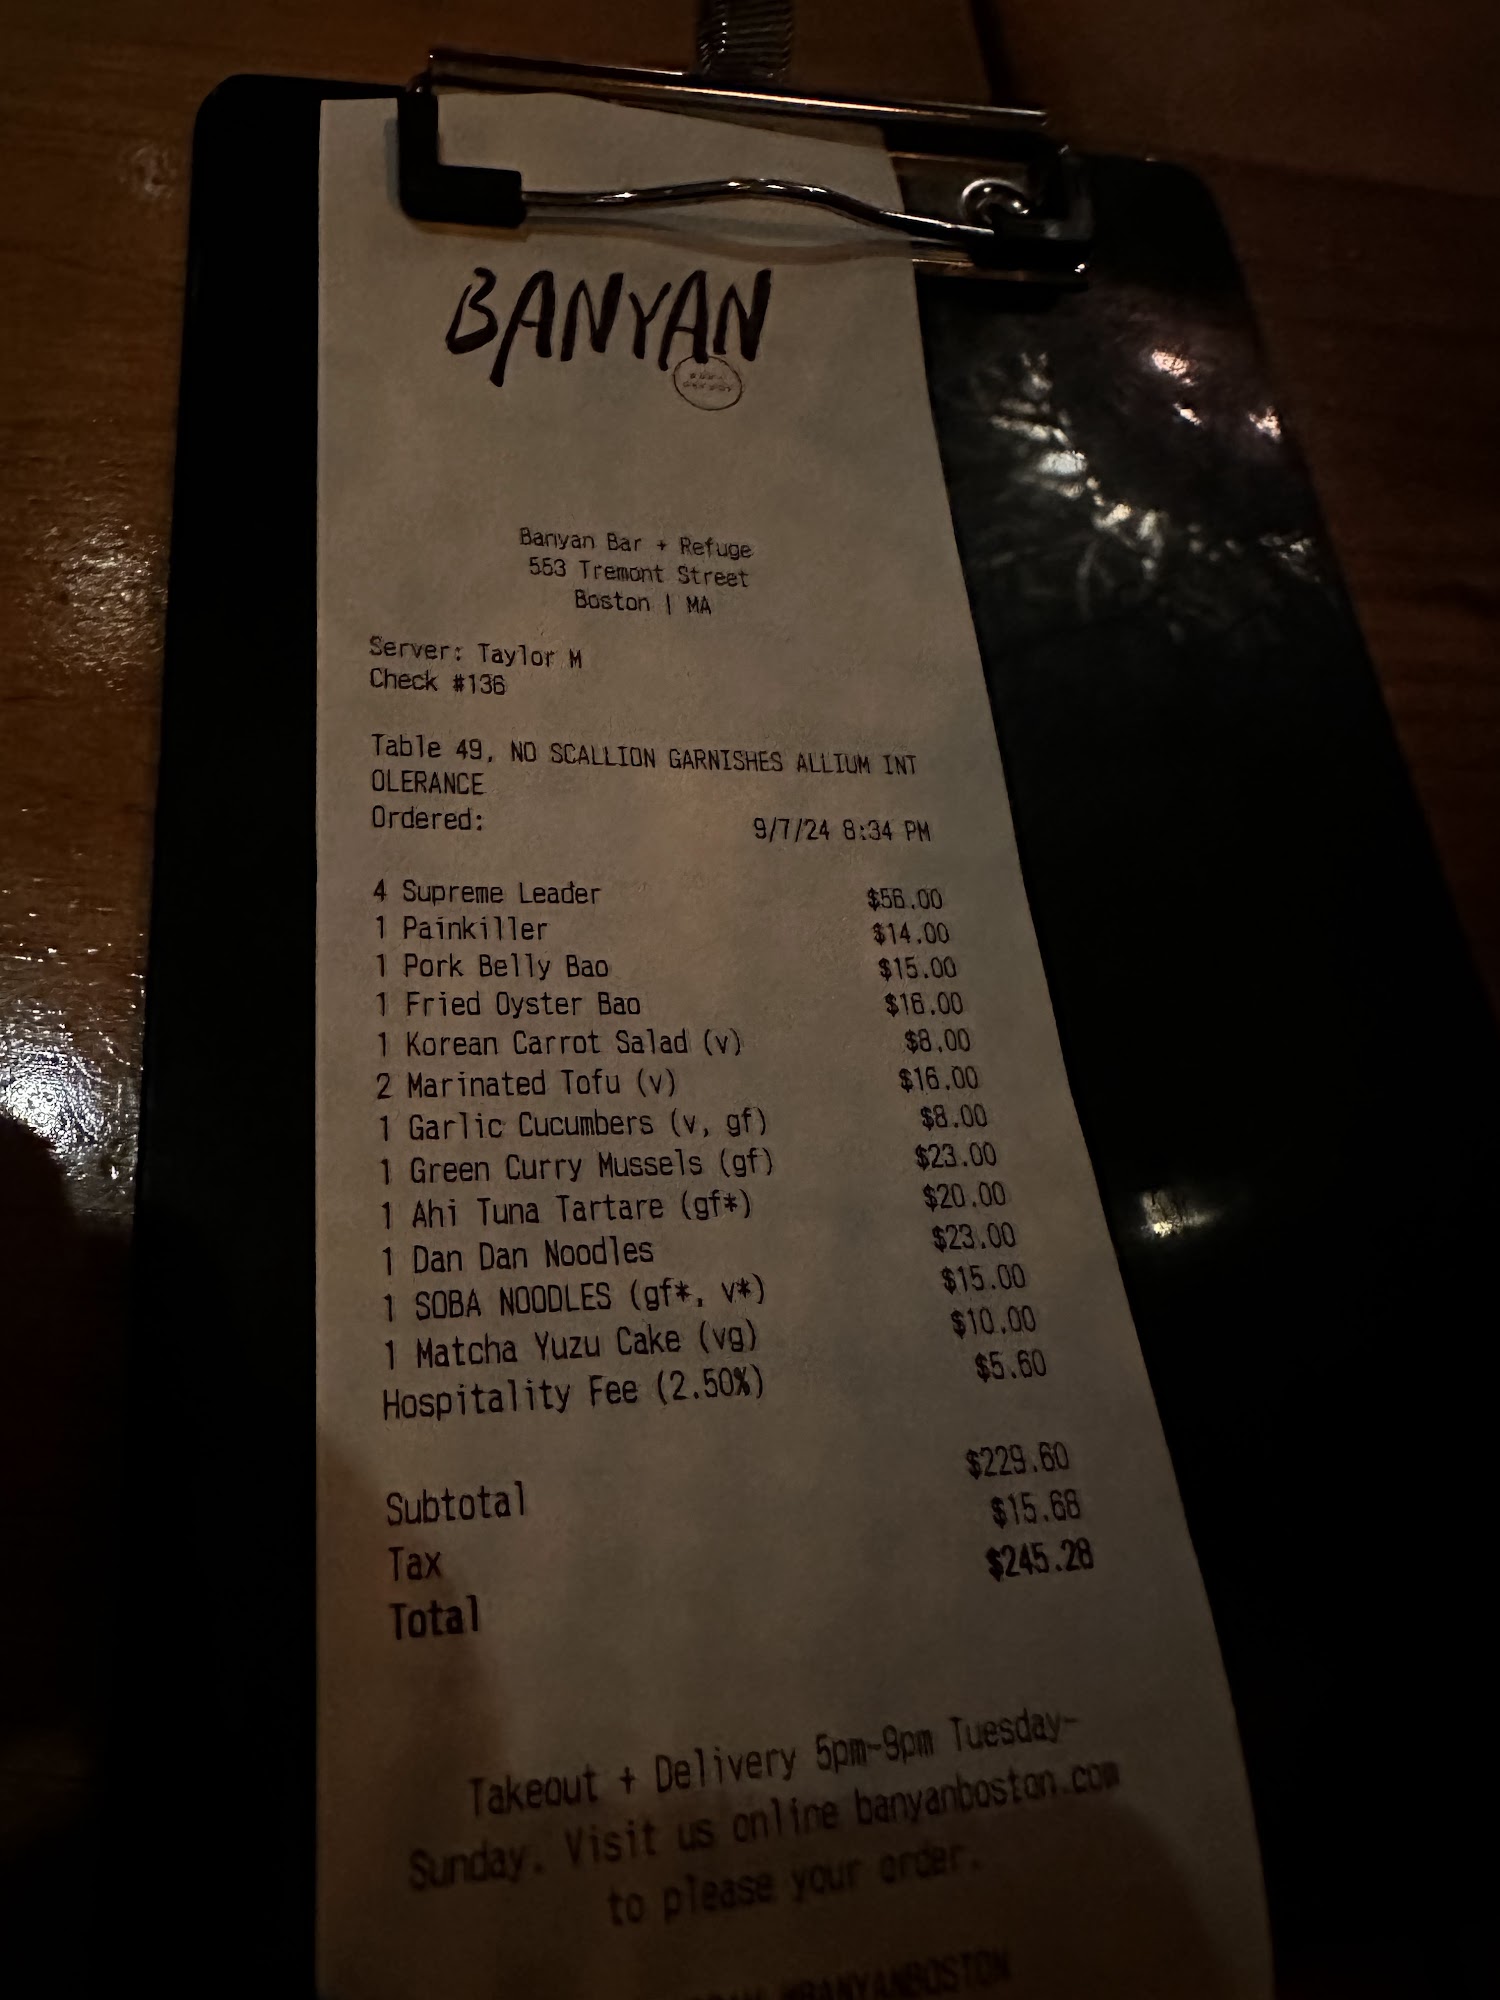 BANYAN
Banyan Bar + Refuge
553 Tremont Street
Boston | MA
Server: Taylor M
Check #136
Table 49, NO SCALLION GARNISHES ALLIUM INT
OLERANCE
Ordered: 9/7/24 8:34 PM
4 Supreme Leader $56.00
1 Painkiller $14.00
1 Pork Belly Bao $15.00
1 Fried Oyster Bao $16.00
1 Korean Carrot Salad (v) $8.00
2 Marinated Tofu (v) $16.00
1 Garlic Cucumbers (v, gf) $8.00
1 Green Curry Mussels (gf) $23.00
1 Ahi Tuna Tartare (gf*) $20.00
1 Dan Dan Noodles $23.00
1 SOBA NOODLES (gf*, v*) $15.00
1 Matcha Yuzu Cake (vg) $10.00
Hospitality Fee (2.50%) $5.60
Subtotal $229.60
Tax $15.68
Total $245.28
Takeout + Delivery 5pm-9pm Tuesday-
Sunday. Visit us online banyanboston.com
to please your order.
@BANYANBOSTON